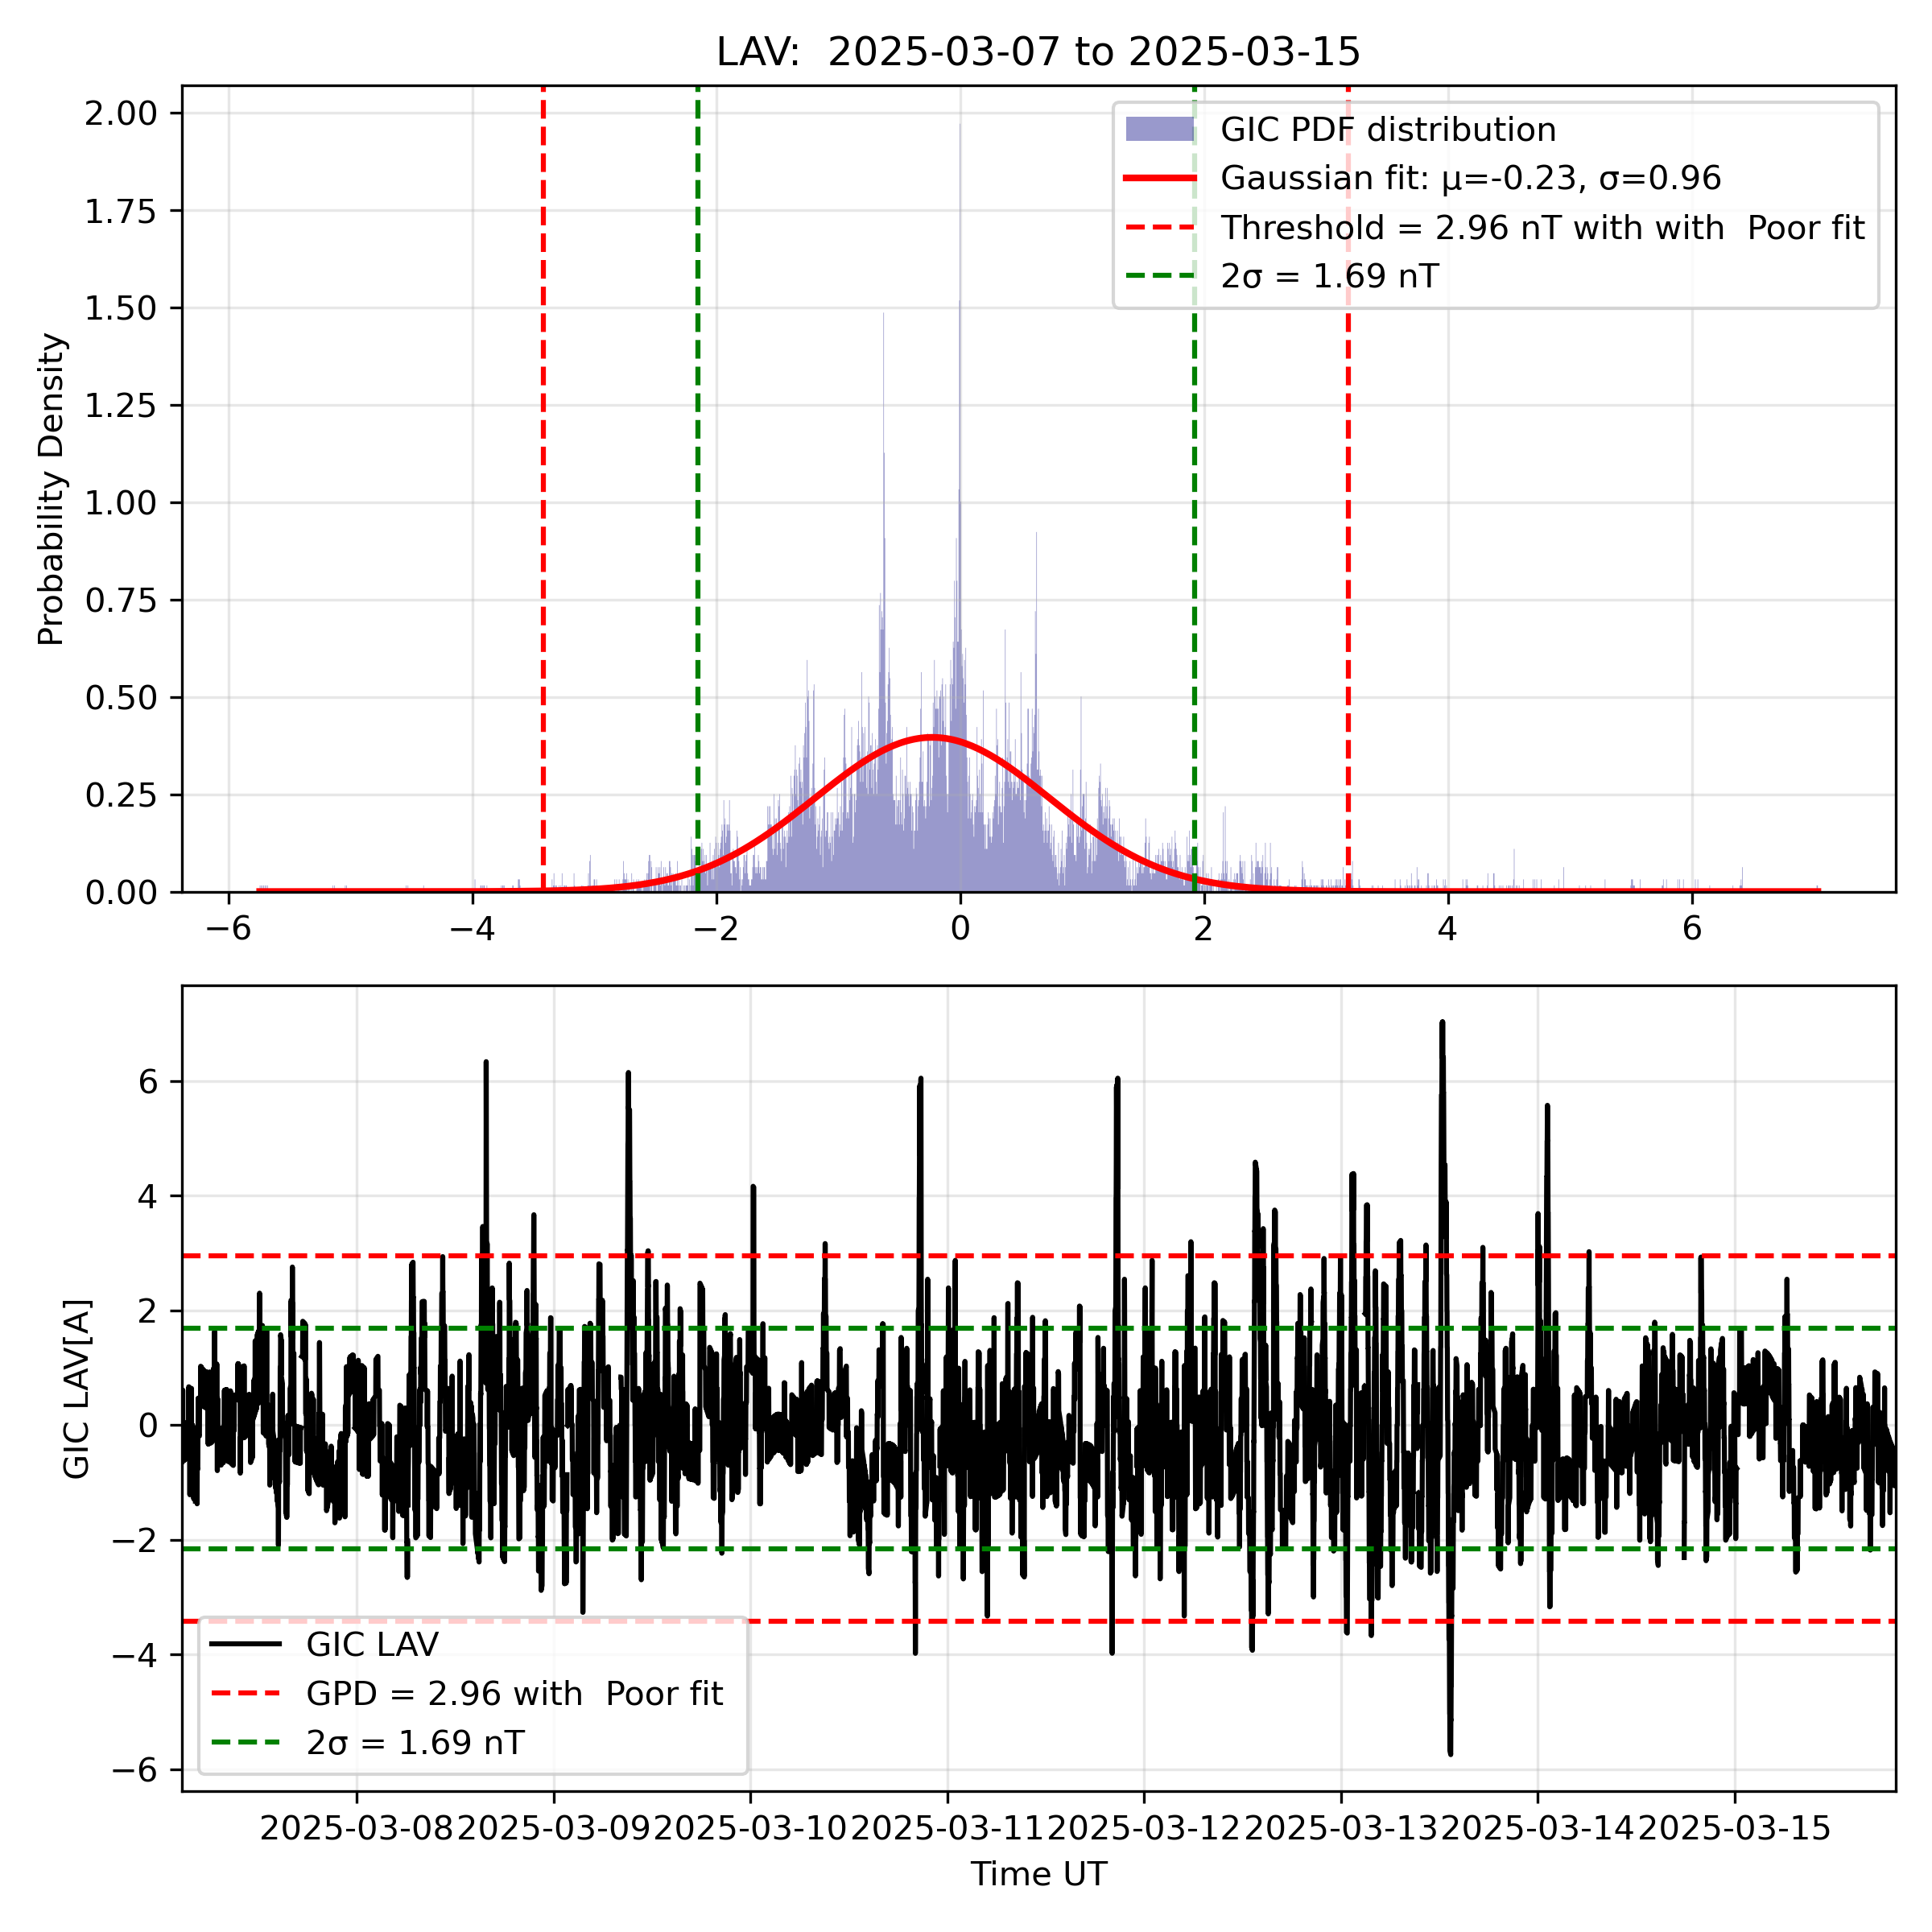 LAV:  2025-03-07 to 2025-03-15
2.00
1.75
1.50
1.25
1.00
0.75
0.50
0.25
0.00
Probability Density
GIC PDF distribution
Gaussian fit: μ=-0.23, σ=0.96
Threshold = 2.96 nT with with  Poor fit
2σ = 1.69 nT
−6 −4 −2 0 2 4 6
6
4
2
0
−2
−4
−6
GIC LAV[A]
GIC LAV
GPD = 2.96 with  Poor fit
2σ = 1.69 nT
2025-03-08 2025-03-09 2025-03-10 2025-03-11 2025-03-12 2025-03-13 2025-03-14 2025-03-15
Time UT